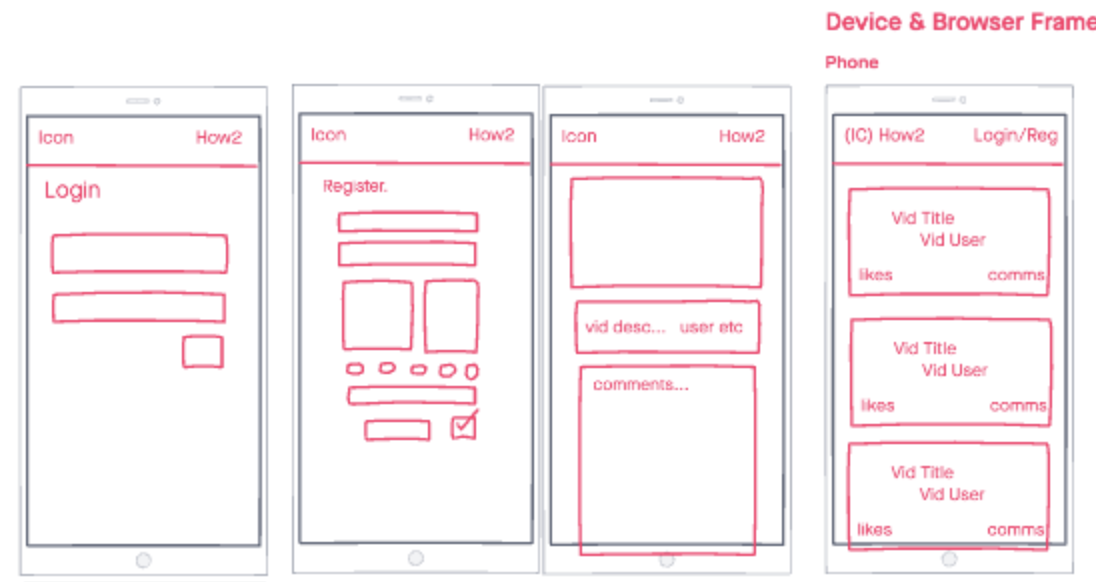 Device & Browser Frame
Phone
Icon How2
Login
Icon How2
Register.
Icon How2
vid desc... user etc
comments...
(IC) How2 Login/Reg
Vid Title
Vid User
likes comms
Vid Title
Vid User
likes comms
Vid Title
Vid User
likes comms